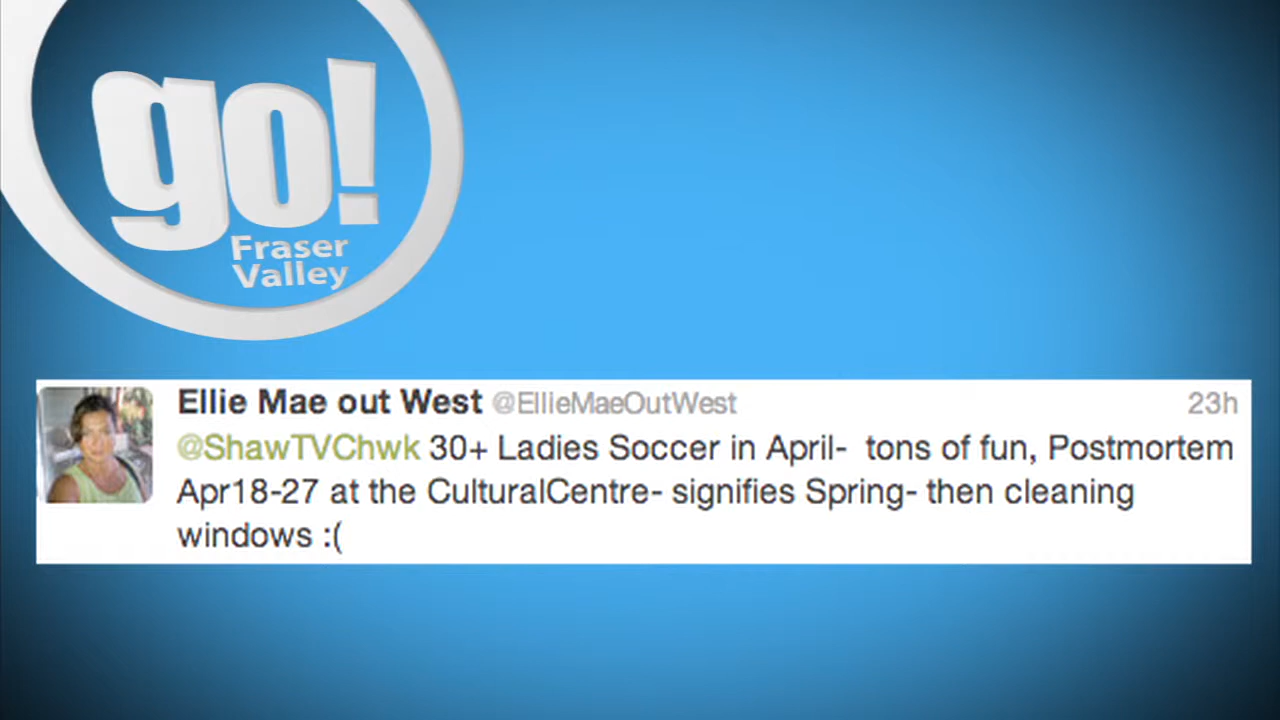 go!
Fraser
Valley
Ellie Mae out West @EllieMaeOutWest 23h
@ShawTVChwk 30+ Ladies Soccer in April- tons of fun, Postmortem
Apr18-27 at the CulturalCentre- signifies Spring- then cleaning
windows :(